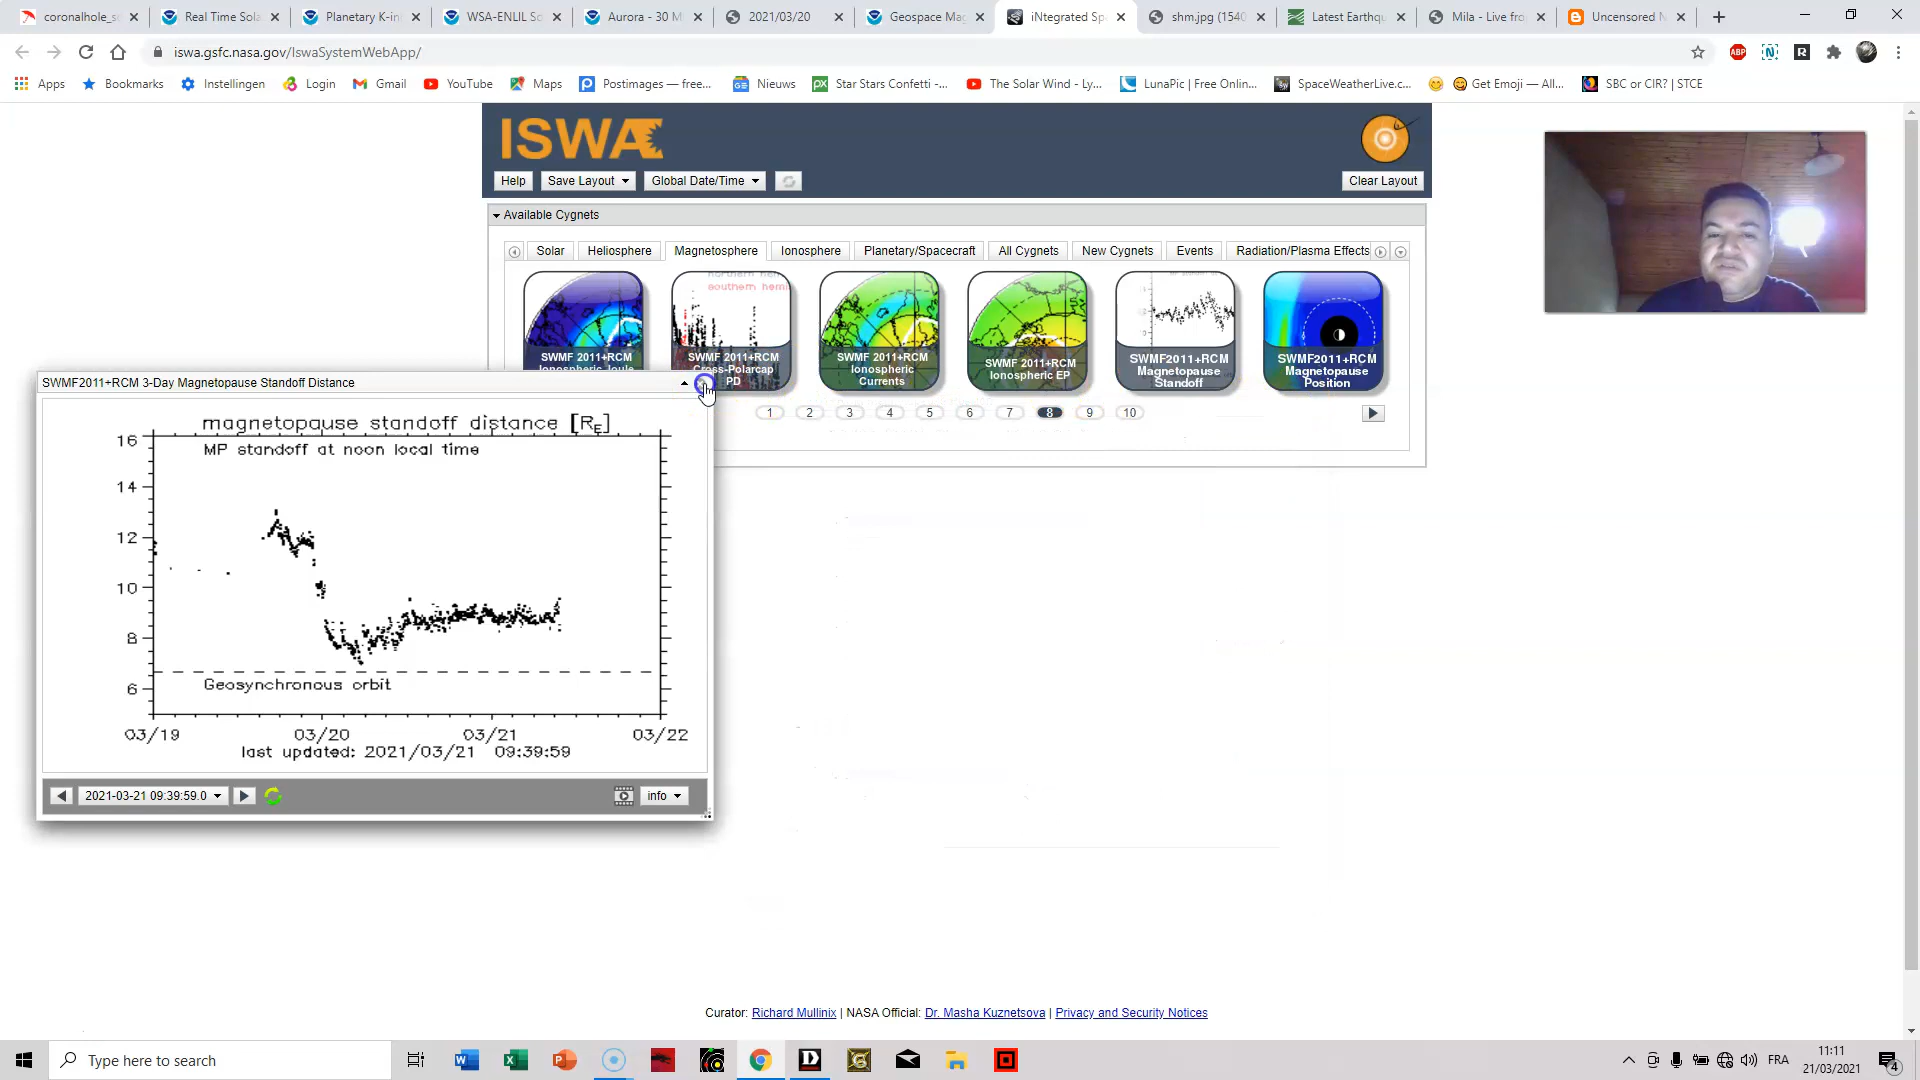 coronalhole_s
Real Time Sola
Planetary K-in
WSA-ENLIL So
Aurora - 30 M
2021/03/20
Geospace Mag
iNtegrated Sp
shm.jpg (1540
Latest Earthqu
Mila - Live fro
Uncensored N
iswa.gsfc.nasa.gov/IswaSystemWebApp/
ABP
N
R
Apps
Bookmarks
Instellingen
Login
Gmail
YouTube
Maps
Postimages — free...
Nieuws
Star Stars Confetti -...
The Solar Wind - Ly...
LunaPic | Free Onlin...
SpaceWeatherLive.c...
Get Emoji — All...
SBC or CIR? | STCE
ISWA
Help
Save Layout
Global Date/Time
Clear Layout
Available Cygnets
Solar
Heliosphere
Magnetosphere
Ionosphere
Planetary/Spacecraft
All Cygnets
New Cygnets
Events
Radiation/Plasma Effects
southern hemi
SWMF 2011+RCM
Ionospheric Joule
SWMF 2011+RCM
Cross-Polarcap
PD
SWMF 2011+RCM
Ionospheric
Currents
SWMF 2011+RCM
Ionospheric EP
SWMF2011+RCM
Magnetopause
Standoff
SWMF2011+RCM
Magnetopause
Position
1 2 3 4 5 6 7 8 9 10
SWMF2011+RCM 3-Day Magnetopause Standoff Distance
magnetopause standoff distance [RE]
MP standoff at noon local time
16
14
12
10
8
6
Geosynchronous orbit
03/19 03/20 03/21 03/22
last updated: 2021/03/21 09:39:59
2021-03-21 09:39:59.0
info
Curator: Richard Mullinix | NASA Official: Dr. Masha Kuznetsova | Privacy and Security Notices
Type here to search
FRA
11:11
21/03/2021
4